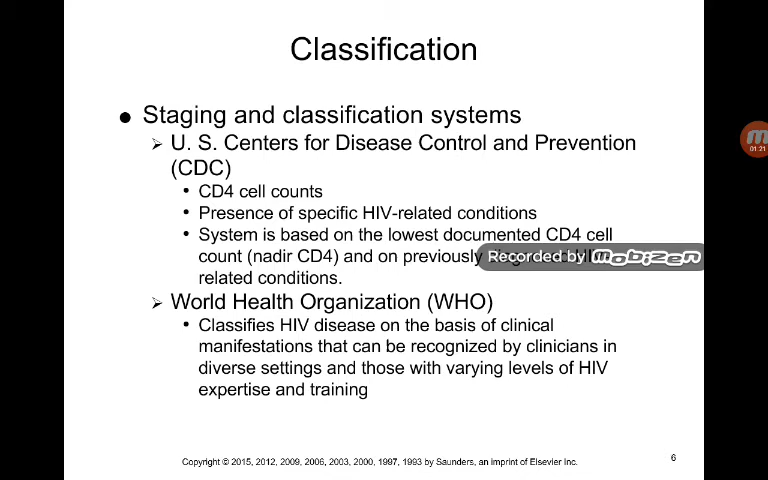 Classification
● Staging and classification systems
➢ U. S. Centers for Disease Control and Prevention
(CDC)
• CD4 cell counts
• Presence of specific HIV-related conditions
• System is based on the lowest documented CD4 cell
count (nadir CD4) and on previously
related conditions.
Recorded by mobizen
➢ World Health Organization (WHO)
• Classifies HIV disease on the basis of clinical
manifestations that can be recognized by clinicians in
diverse settings and those with varying levels of HIV
expertise and training
Copyright © 2015, 2012, 2009, 2006, 2003, 2000, 1997, 1993 by Saunders, an imprint of Elsevier Inc.
6
01:21